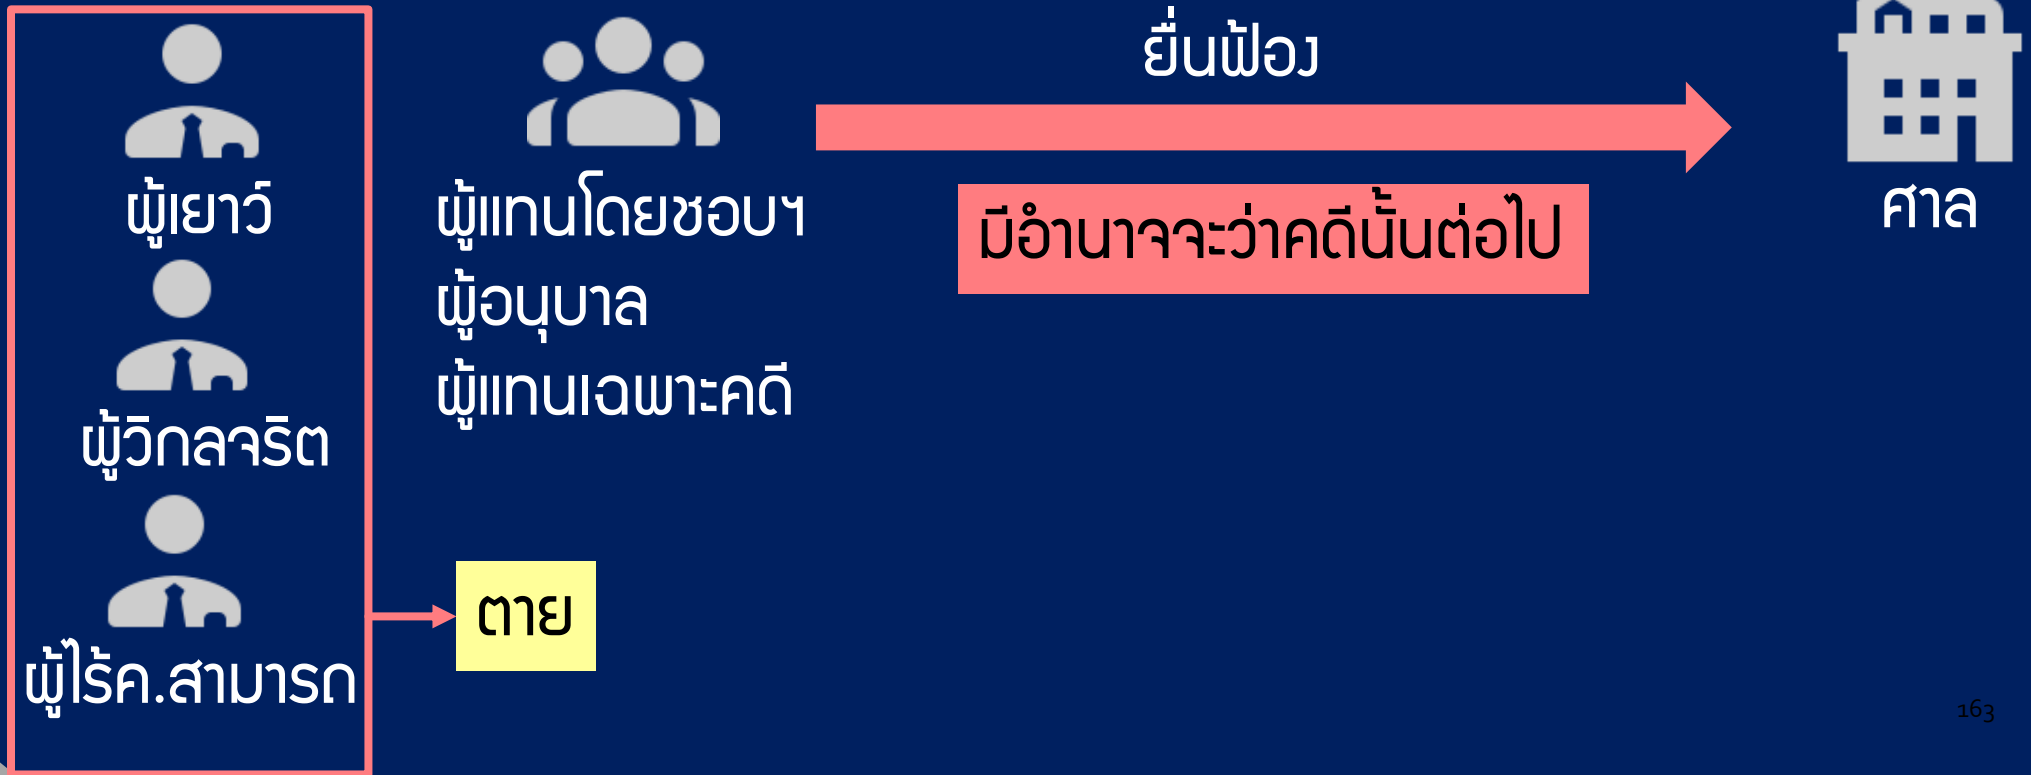 ผู้เยาว์
ผู้วิกลจริต
ผู้ไร้ค.สามารถ
ผู้แทนโดยชอบฯ
ผู้อนุบาล
ผู้แทนเฉพาะคดี
ตาย
ยื่นฟ้อง
มีอำนาจจะว่าคดีนั้นต่อไป
ศาล
163